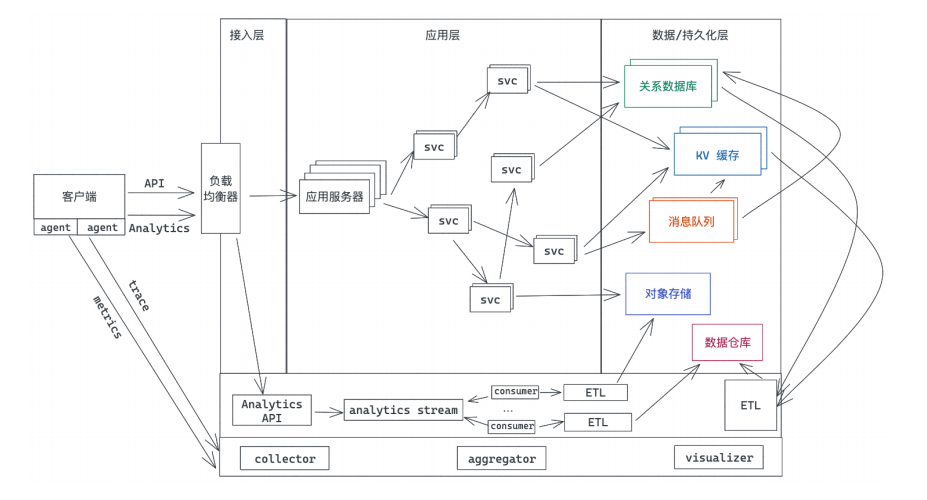 接入层
应用层
数据/持久化层
svc
关系数据库
svc
KV 缓存
负载
均衡器
svc
客户端
API
应用服务器
agent
agent
Analytics
svc
消息队列
svc
svc
对象存储
trace
metrics
数据仓库
Analytics
API
analytics stream
consumer
ETL
...
consumer
ETL
ETL
collector
aggregator
visualizer